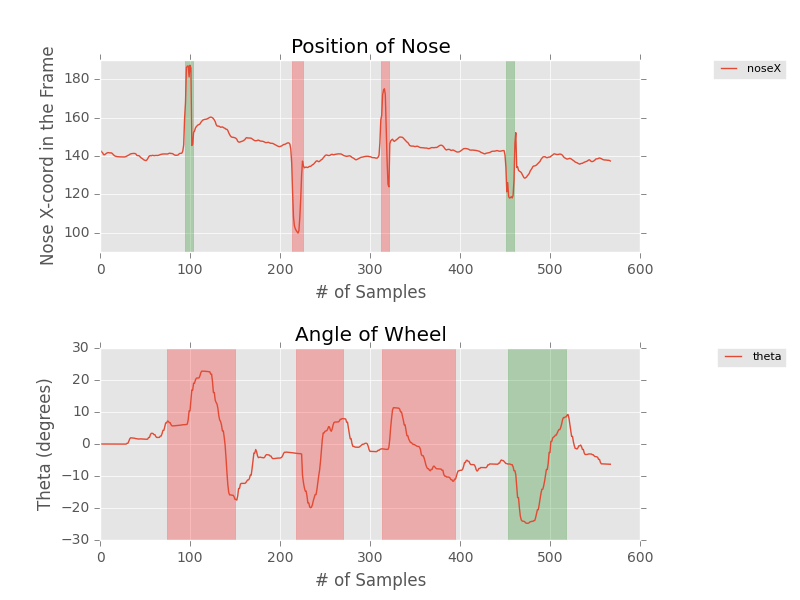 Position of Nose
Nose X-coord in the Frame
180
160
140
120
100
0 100 200 300 400 500 600
# of Samples
noseX
Angle of Wheel
Theta (degrees)
30
20
10
0
−10
−20
−30
0 100 200 300 400 500 600
# of Samples
theta